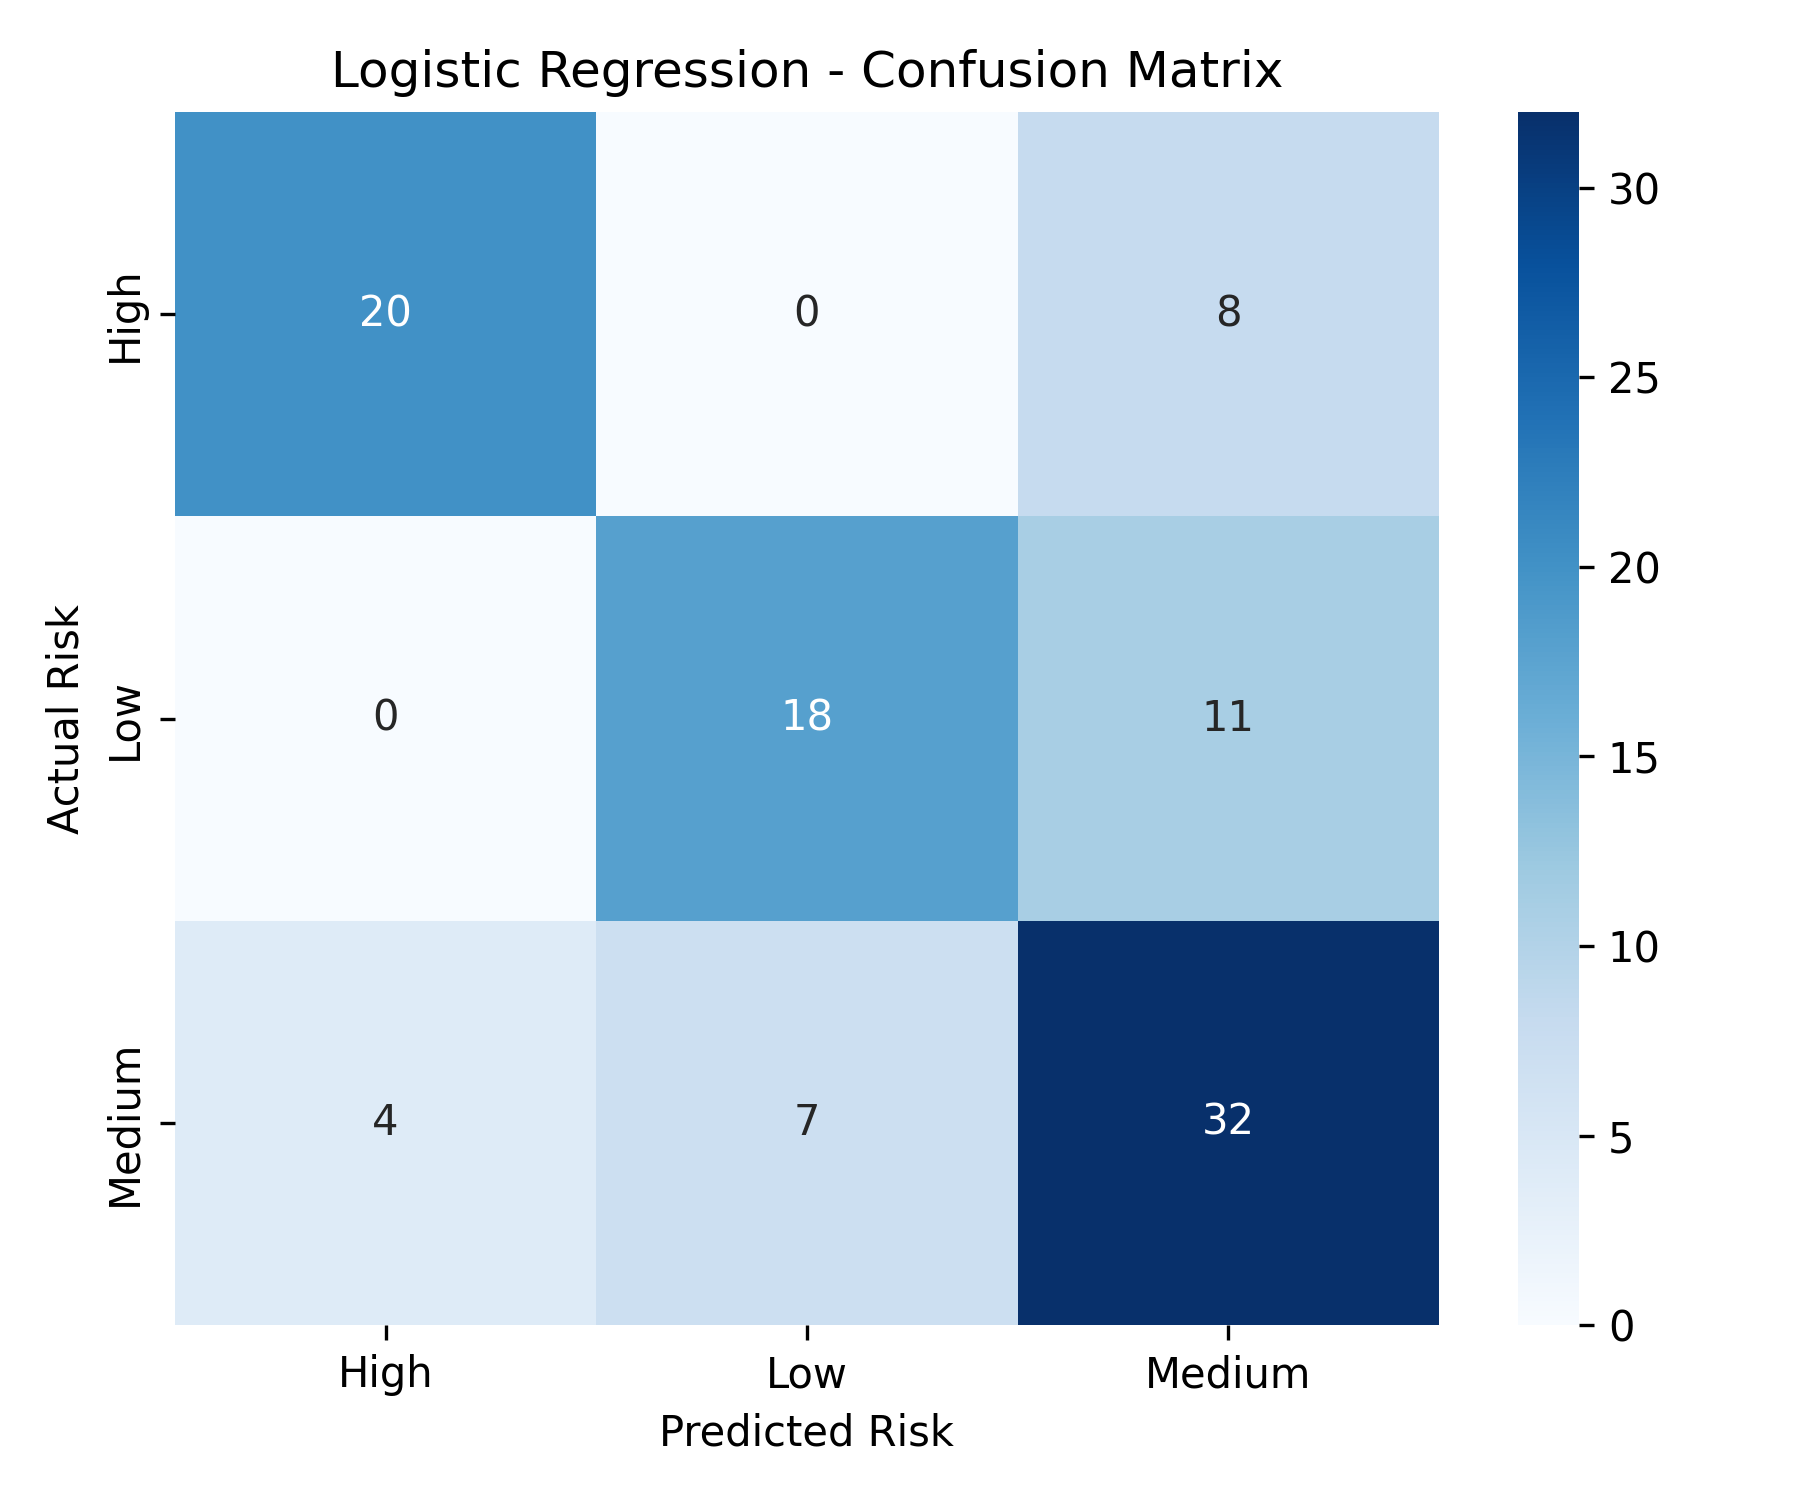 Logistic Regression - Confusion Matrix
Actual Risk
High
20 0 8
Low
0 18 11
Medium
4 7 32
High Low Medium
Predicted Risk
30
25
20
15
10
5
0